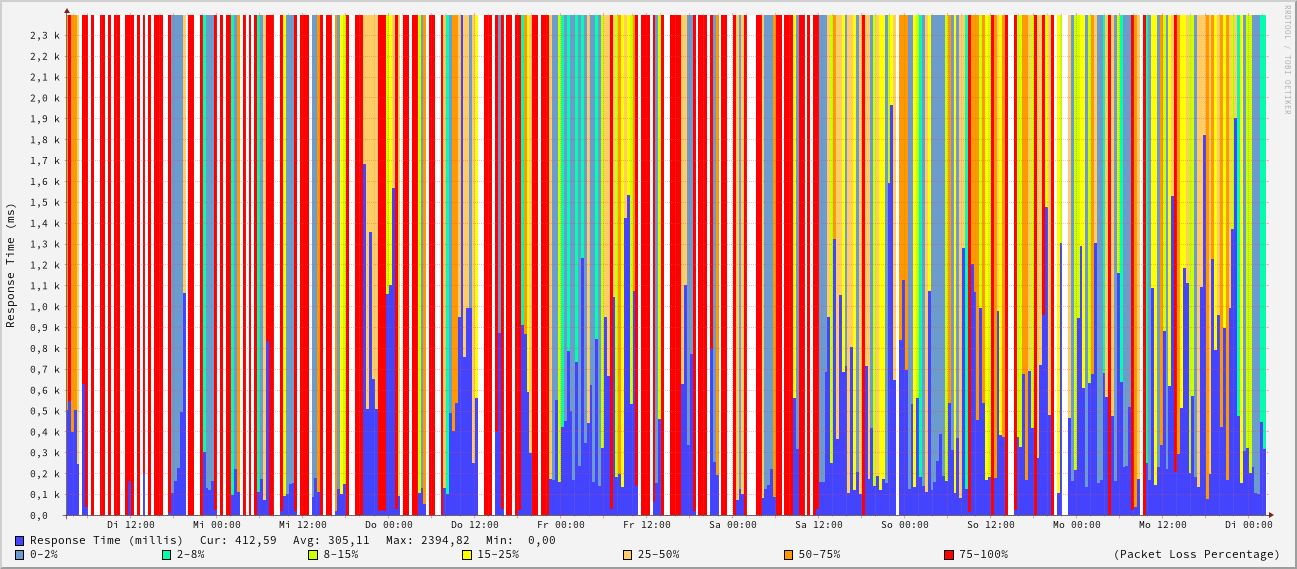 RRDTOOL / TOBI OETIKER
Response Time (ms)
2,3 k
2,2 k
2,1 k
2,0 k
1,9 k
1,8 k
1,7 k
1,6 k
1,5 k
1,4 k
1,3 k
1,2 k
1,1 k
1,0 k
0,9 k
0,8 k
0,7 k
0,6 k
0,5 k
0,4 k
0,3 k
0,2 k
0,1 k
0,0
Di 12:00 Mi 00:00 Mi 12:00 Do 00:00 Do 12:00 Fr 00:00 Fr 12:00 Sa 00:00 Sa 12:00 So 00:00 So 12:00 Mo 00:00 Mo 12:00 Di 00:00
Response Time (millis) Cur: 412,59 Avg: 305,11 Max: 2394,82 Min: 0,00
0-2% 2-8% 8-15% 15-25% 25-50% 50-75% 75-100% (Packet Loss Percentage)